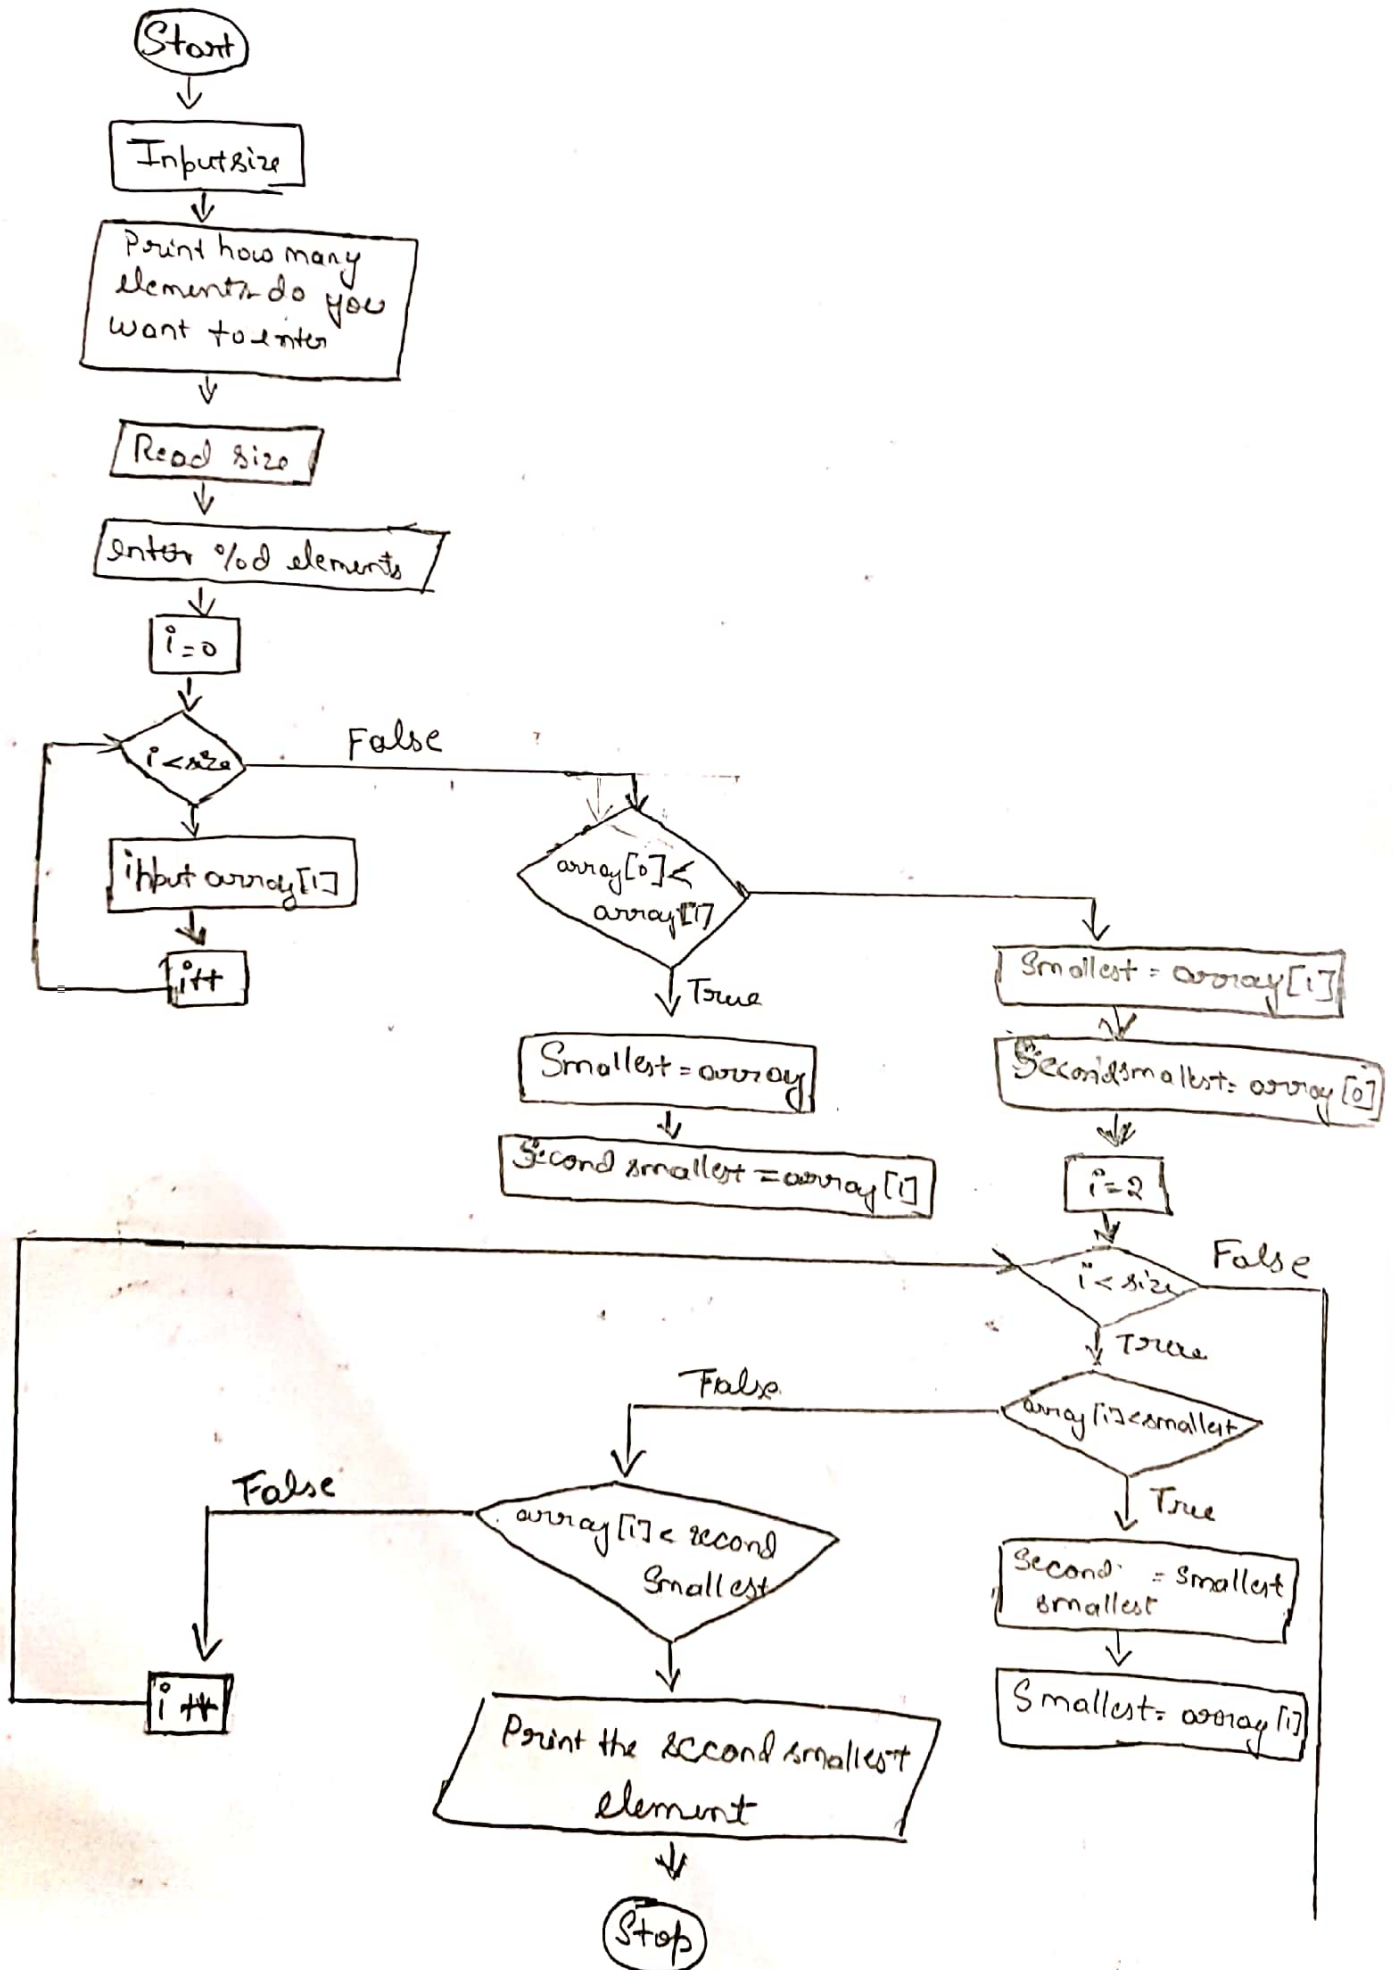 Start
Input size
Print how many
elements do you
want to enter
Read size
enter %d elements
i=0
i<size
False
input array[i]
i++
array[0]<
array[1]
True
Smallest = array
Second smallest = array[1]
Smallest = array[1]
Secondsmallest = array[0]
i=2
i<size
False
True
array[i]<smallest
False
True
Second = smallest
smallest
Smallest = array[i]
array[i] < second
Smallest
False
i++
Print the second smallest
element
Stop